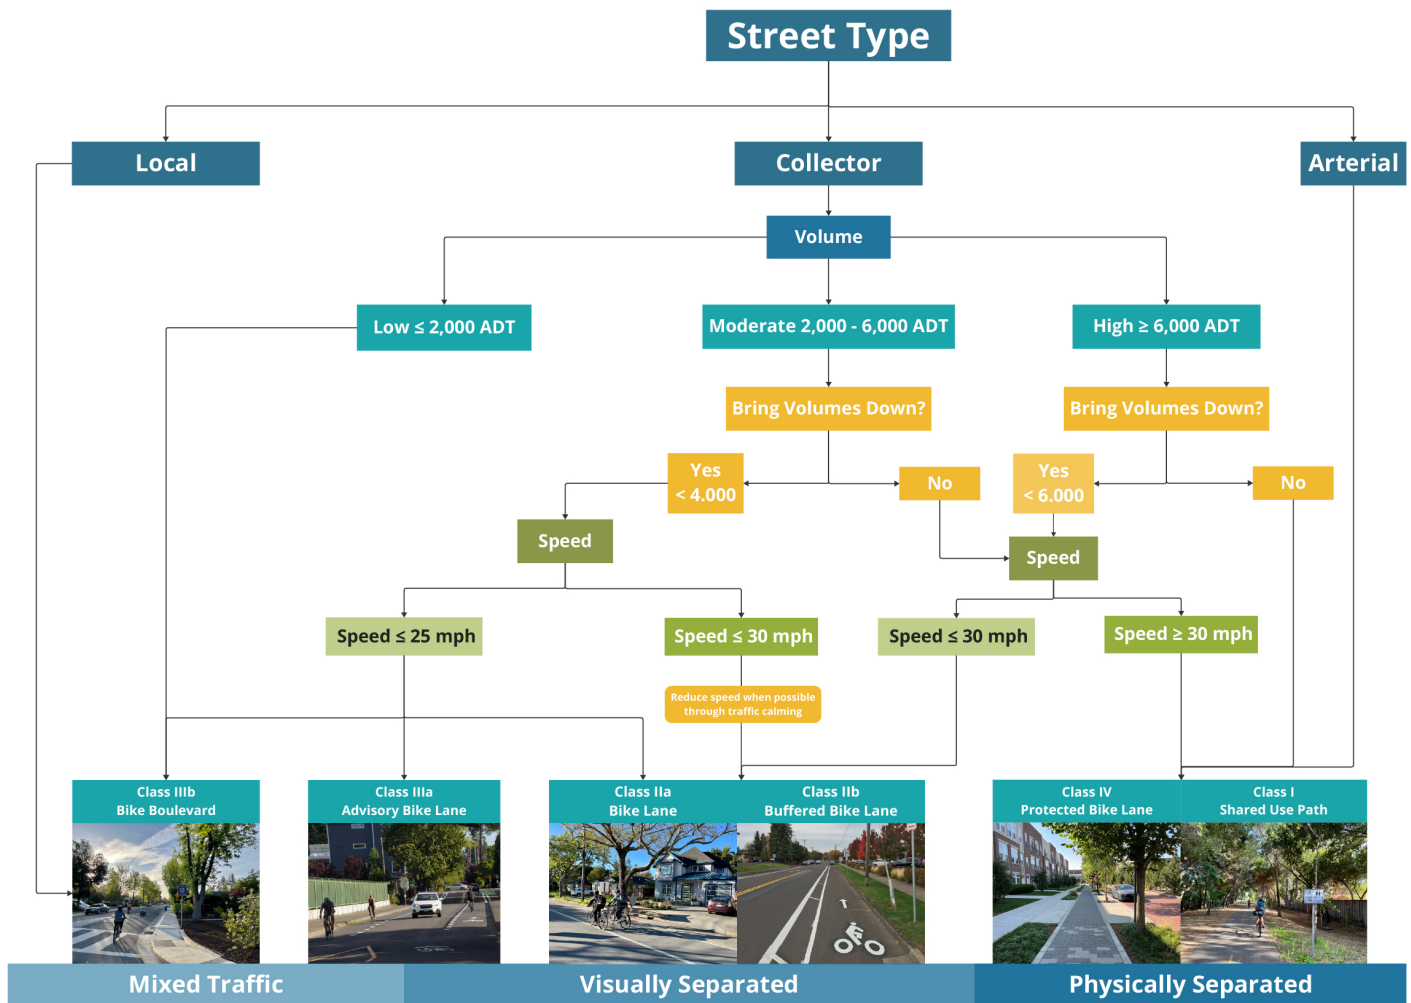 Street Type
Local
Collector
Arterial
Volume
Low ≤ 2,000 ADT
Moderate 2,000 - 6,000 ADT
High ≥ 6,000 ADT
Bring Volumes Down?
Bring Volumes Down?
Yes
< 4.000
No
Yes
< 6.000
No
Speed
Speed
Speed ≤ 25 mph
Speed ≤ 30 mph
Speed ≤ 30 mph
Speed ≥ 30 mph
Reduce speed when possible
through traffic calming
Class IIIb
Bike Boulevard
Class IIIa
Advisory Bike Lane
Class IIa
Bike Lane
Class IIb
Buffered Bike Lane
Class IV
Protected Bike Lane
Class I
Shared Use Path
Mixed Traffic
Visually Separated
Physically Separated